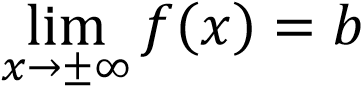 lim x→±∞ f(x) = b